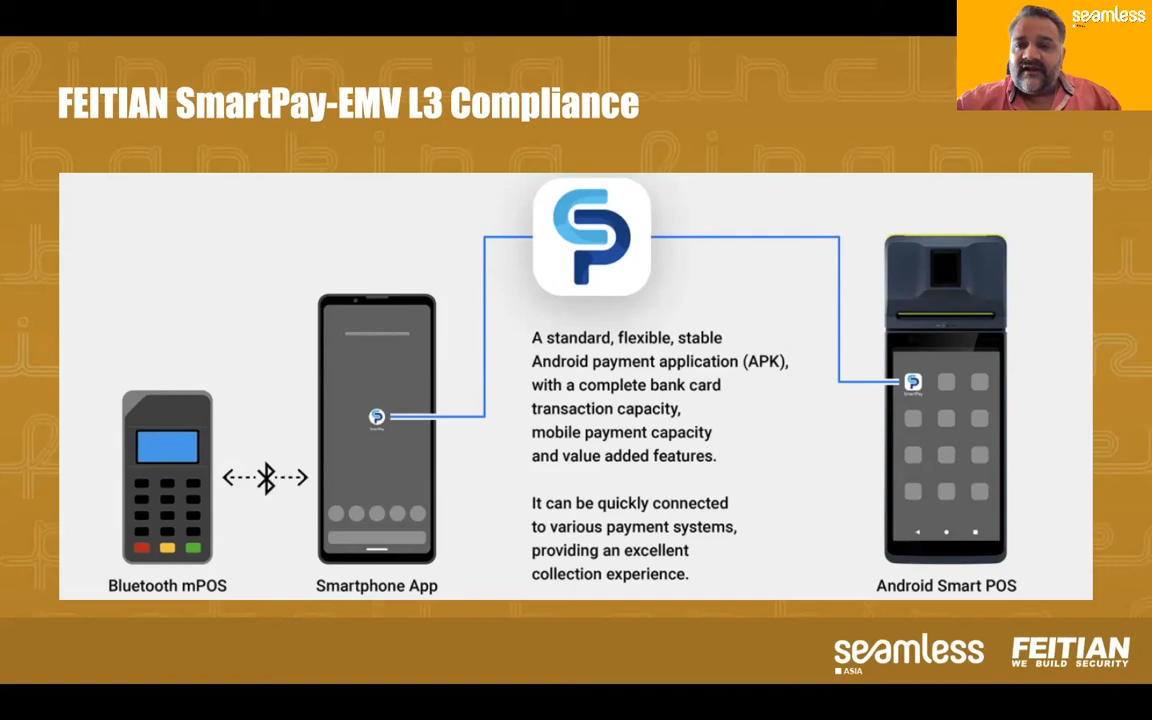 seamless
FEITIAN SmartPay-EMV L3 Compliance
A standard, flexible, stable
Android payment application (APK),
with a complete bank card
transaction capacity,
mobile payment capacity
and value added features.
It can be quickly connected
to various payment systems,
providing an excellent
collection experience.
SmartPay
Bluetooth mPOS
Smartphone App
Android Smart POS
seamless
ASIA
FEITIAN
WE BUILD SECURITY